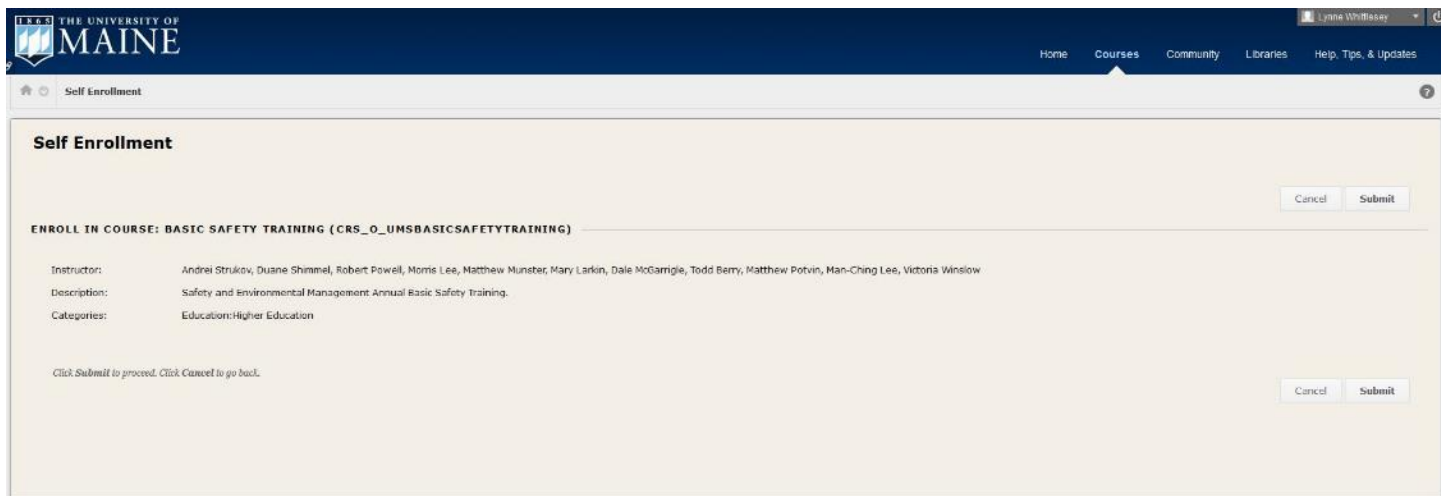 1865 THE UNIVERSITY OF
MAINE
Lynne Whittlesey
Home Courses Community Libraries Help, Tips, & Updates
Self Enrollment
Self Enrollment
Cancel Submit
ENROLL IN COURSE: BASIC SAFETY TRAINING (CRS_O_UMSBASICSAFETYTRAINING)
Instructor: Andrei Strukov, Duane Shimmel, Robert Powell, Morris Lee, Matthew Munster, Mary Larkin, Dale McGarrigle, Todd Berry, Matthew Potvin, Man-Ching Lee, Victoria Winslow
Description: Safety and Environmental Management Annual Basic Safety Training.
Categories: Education:Higher Education
Click Submit to proceed. Click Cancel to go back.
Cancel Submit